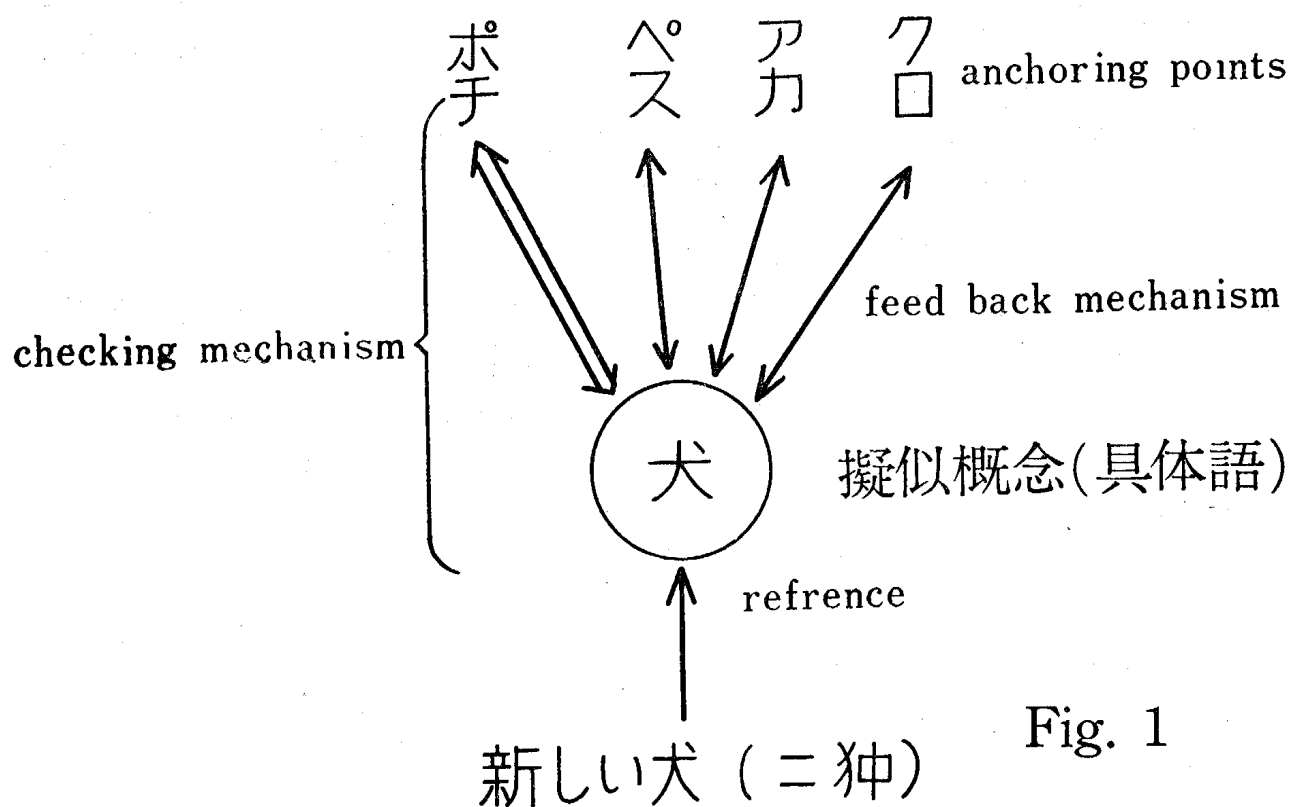 ポチ ペス アカ クロ anchoring points
feed back mechanism
checking mechanism
犬 擬似概念(具体語)
refrence
新しい犬(ニ狆)
Fig. 1